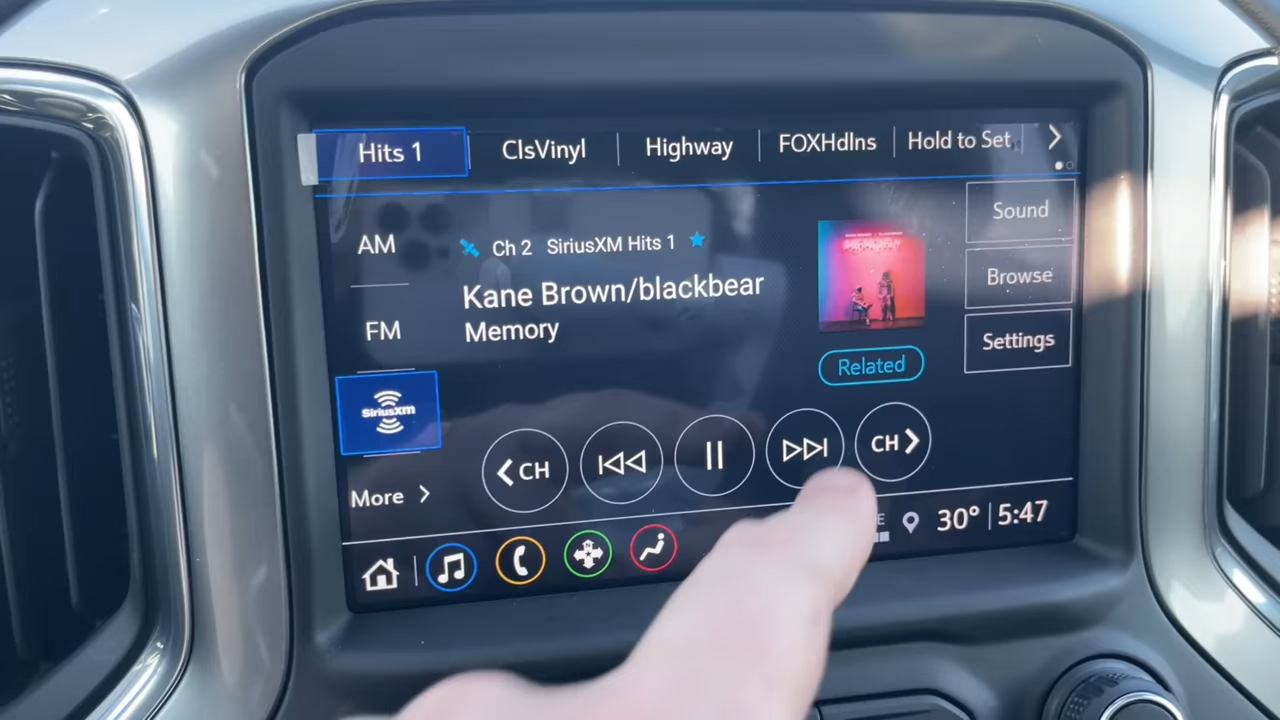 Hits 1
ClsVinyl
Highway
FOXHdlns
Hold to Set
AM
Ch 2 SiriusXM Hits 1
Sound
Kane Brown/blackbear
Browse
FM
Memory
Settings
Related
SiriusXM
CH
CH
More
E
30° 5:47